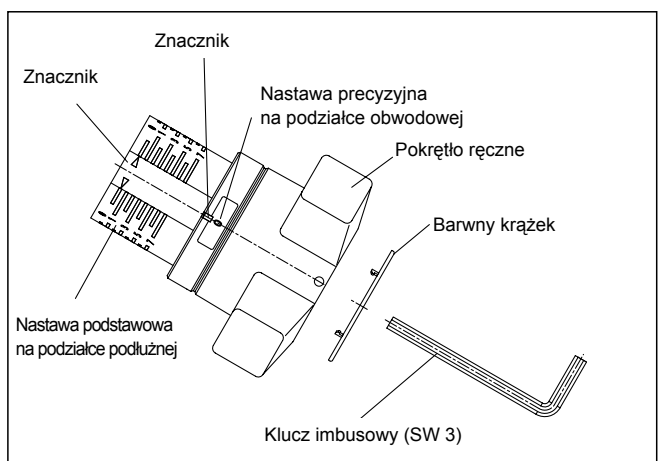 Znacznik
Znacznik
Nastawa precyzyjna
na podziałce obwodowej
Pokrętło ręczne
Barwny krążek
Nastawa podstawowa
na podziałce podłużnej
Klucz imbusowy (SW 3)